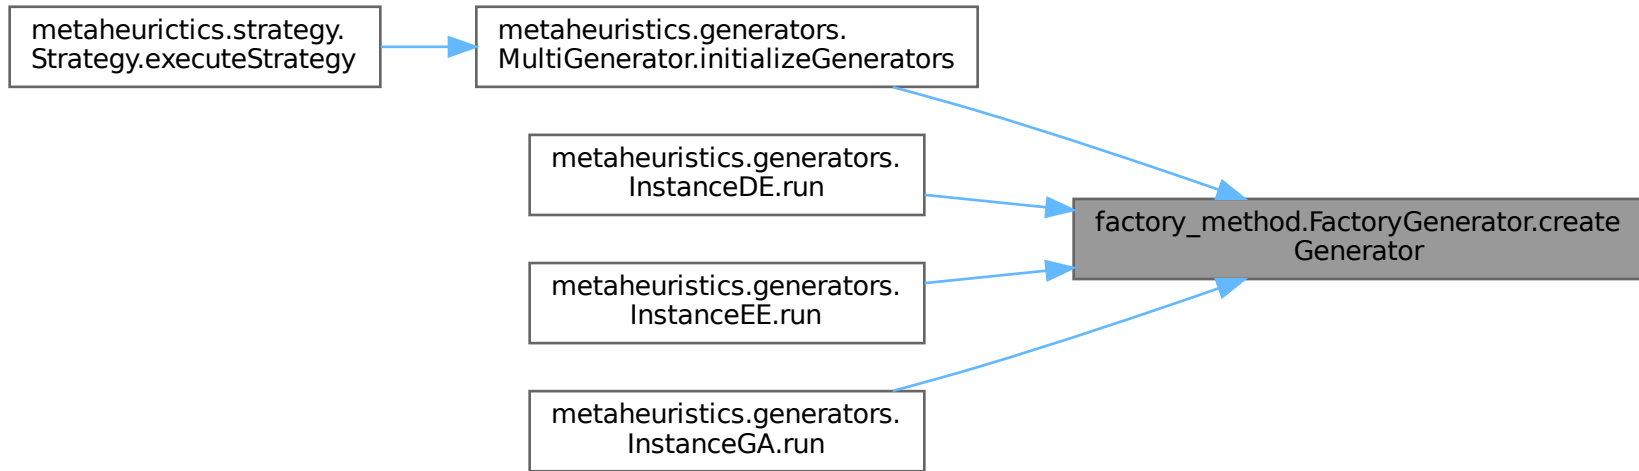 metaheurictics.strategy.
Strategy.executeStrategy
metaheuristics.generators.
MultiGenerator.initializeGenerators
metaheuristics.generators.
InstanceDE.run
metaheuristics.generators.
InstanceEE.run
metaheuristics.generators.
InstanceGA.run
factory_method.FactoryGenerator.create
Generator